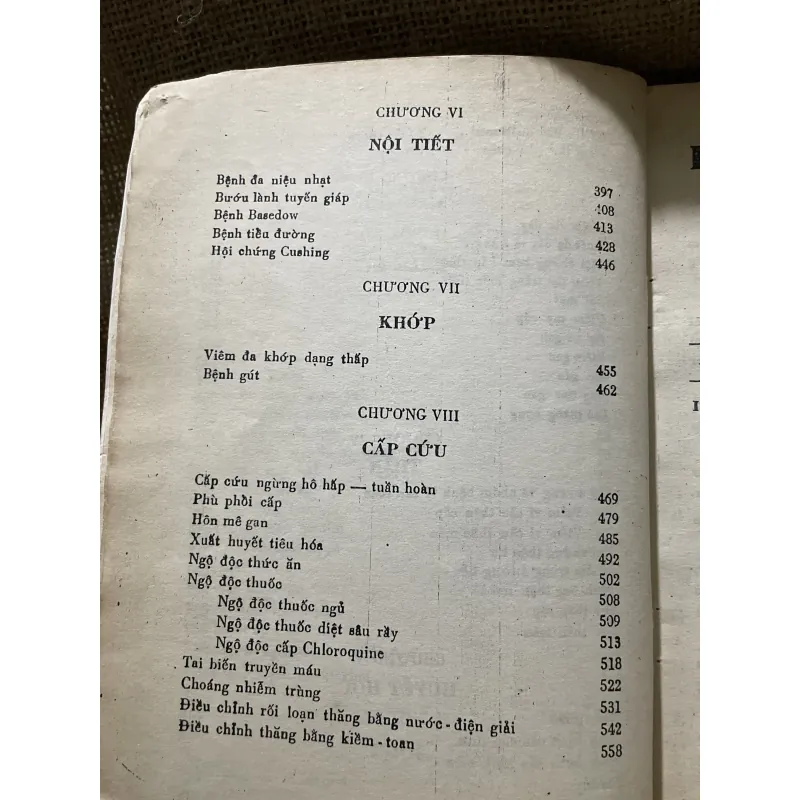 CHƯƠNG VI
NỘI TIẾT
Bệnh đa niệu nhạt 397
Bướu lành tuyến giáp 408
Bệnh Basedow 413
Bệnh tiểu đường 428
Hội chứng Cushing 446
CHƯƠNG VII
KHỚP
Viêm đa khớp dạng thấp 455
Bệnh gút 462
CHƯƠNG VIII
CẤP CỨU
Cấp cứu ngừng hô hấp — tuần hoàn 469
Phù phổi cấp 479
Hôn mê gan 485
Xuất huyết tiêu hóa 492
Ngộ độc thức ăn 502
Ngộ độc thuốc 508
Ngộ độc thuốc ngủ 509
Ngộ độc thuốc diệt sâu rầy 513
Ngộ độc cấp Chloroquine 518
Tai biến truyền máu 522
Choáng nhiễm trùng 531
Điều chỉnh rối loạn thăng bằng nước - điện giải 542
Điều chỉnh thăng bằng kiềm - toan 558